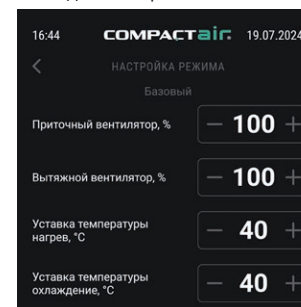 16:44 COMPACTair. 19.07.2024
НАСТРОЙКА РЕЖИМА
Базовый
Приточный вентилятор, % — 100 +
Вытяжной вентилятор, % — 100 +
Уставка температуры
нагрев, °C — 40 +
Уставка температуры
охлаждение, °C — 40 +